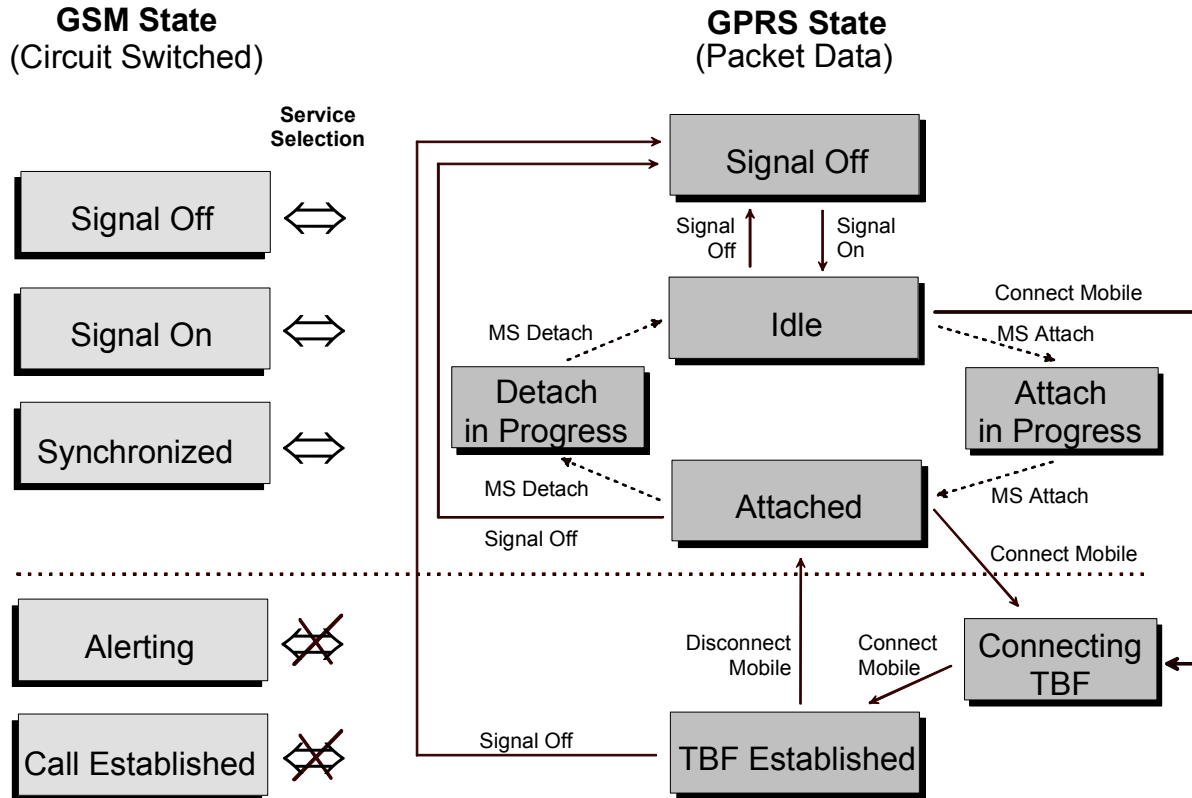 GSM State
(Circuit Switched)
GPRS State
(Packet Data)
Service
Selection
Signal Off
Signal On
Synchronized
Alerting
Call Established
Signal Off
Signal
Off
Signal
On
Idle
Connect Mobile
MS Detach
MS Attach
Detach
in Progress
Attach
in Progress
MS Detach
MS Attach
Attached
Signal Off
Connect Mobile
Disconnect
Mobile
Connect
Mobile
Connecting
TBF
Signal Off
TBF Established